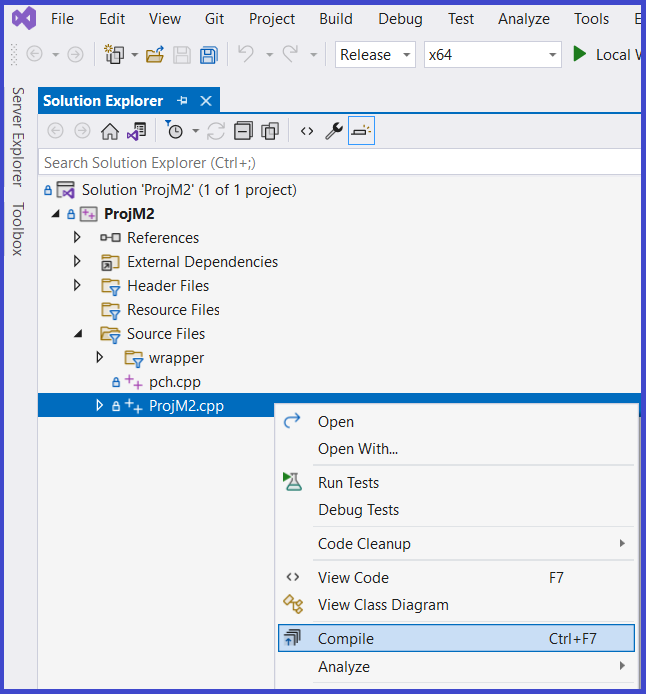 File Edit View Git Project Build Debug Test Analyze Tools
Release x64 Local
Server Explorer
Toolbox
Solution Explorer
Search Solution Explorer (Ctrl+;)
Solution 'ProjM2' (1 of 1 project)
ProjM2
References
External Dependencies
Header Files
Resource Files
Source Files
wrapper
pch.cpp
ProjM2.cpp
Open
Open With...
Run Tests
Debug Tests
Code Cleanup
View Code F7
View Class Diagram
Compile Ctrl+F7
Analyze